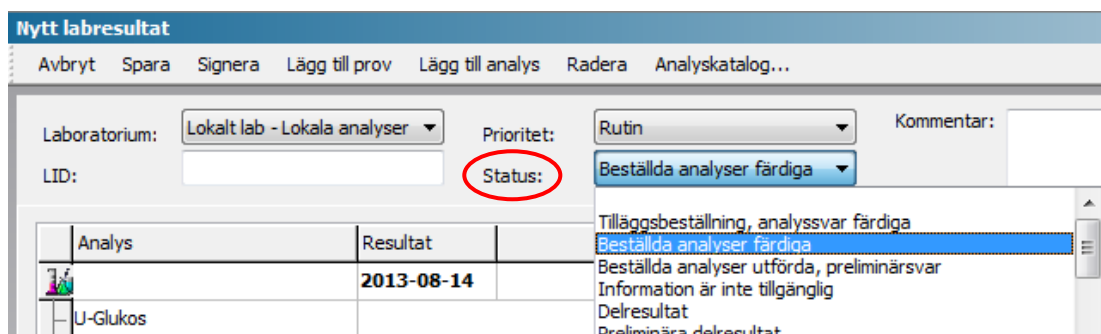 Nytt labresultat
Avbryt Spara Signera Lägg till prov Lägg till analys Radera Analyskatalog...
Laboratorium: Lokalt lab - Lokala analyser Prioritet: Rutin Kommentar:
LID: Status: Beställda analyser färdiga
Tilläggsbeställning, analyssvar färdiga
Beställda analyser färdiga
Beställda analyser utförda, preliminärsvar
Information är inte tillgänglig
Delresultat
Preliminära delresultat
Analys Resultat
2013-08-14
U-Glukos